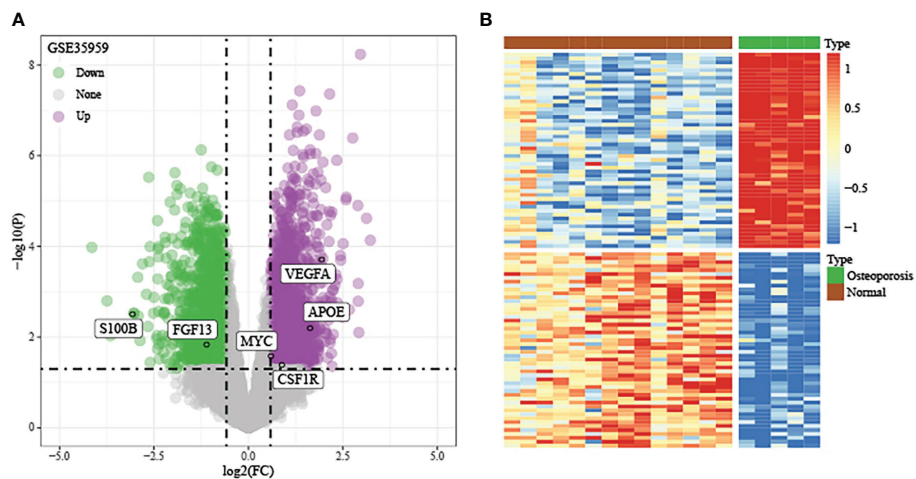 A
B
GSE35959
Down
None
Up
8
6
4
2
0
−log10(P)
VEGFA
APOE
S100B
FGF13
MYC
CSF1R
−5.0
−2.5
0.0
2.5
5.0
log2(FC)
Type
1
0.5
0
−0.5
−1
Type
Osteoporosis
Normal